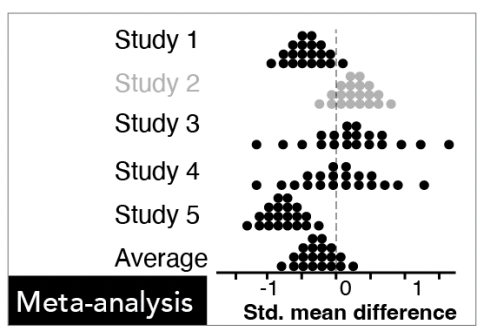 Study 1
Study 2
Study 3
Study 4
Study 5
Average
-1 0 1
Meta-analysis
Std. mean difference